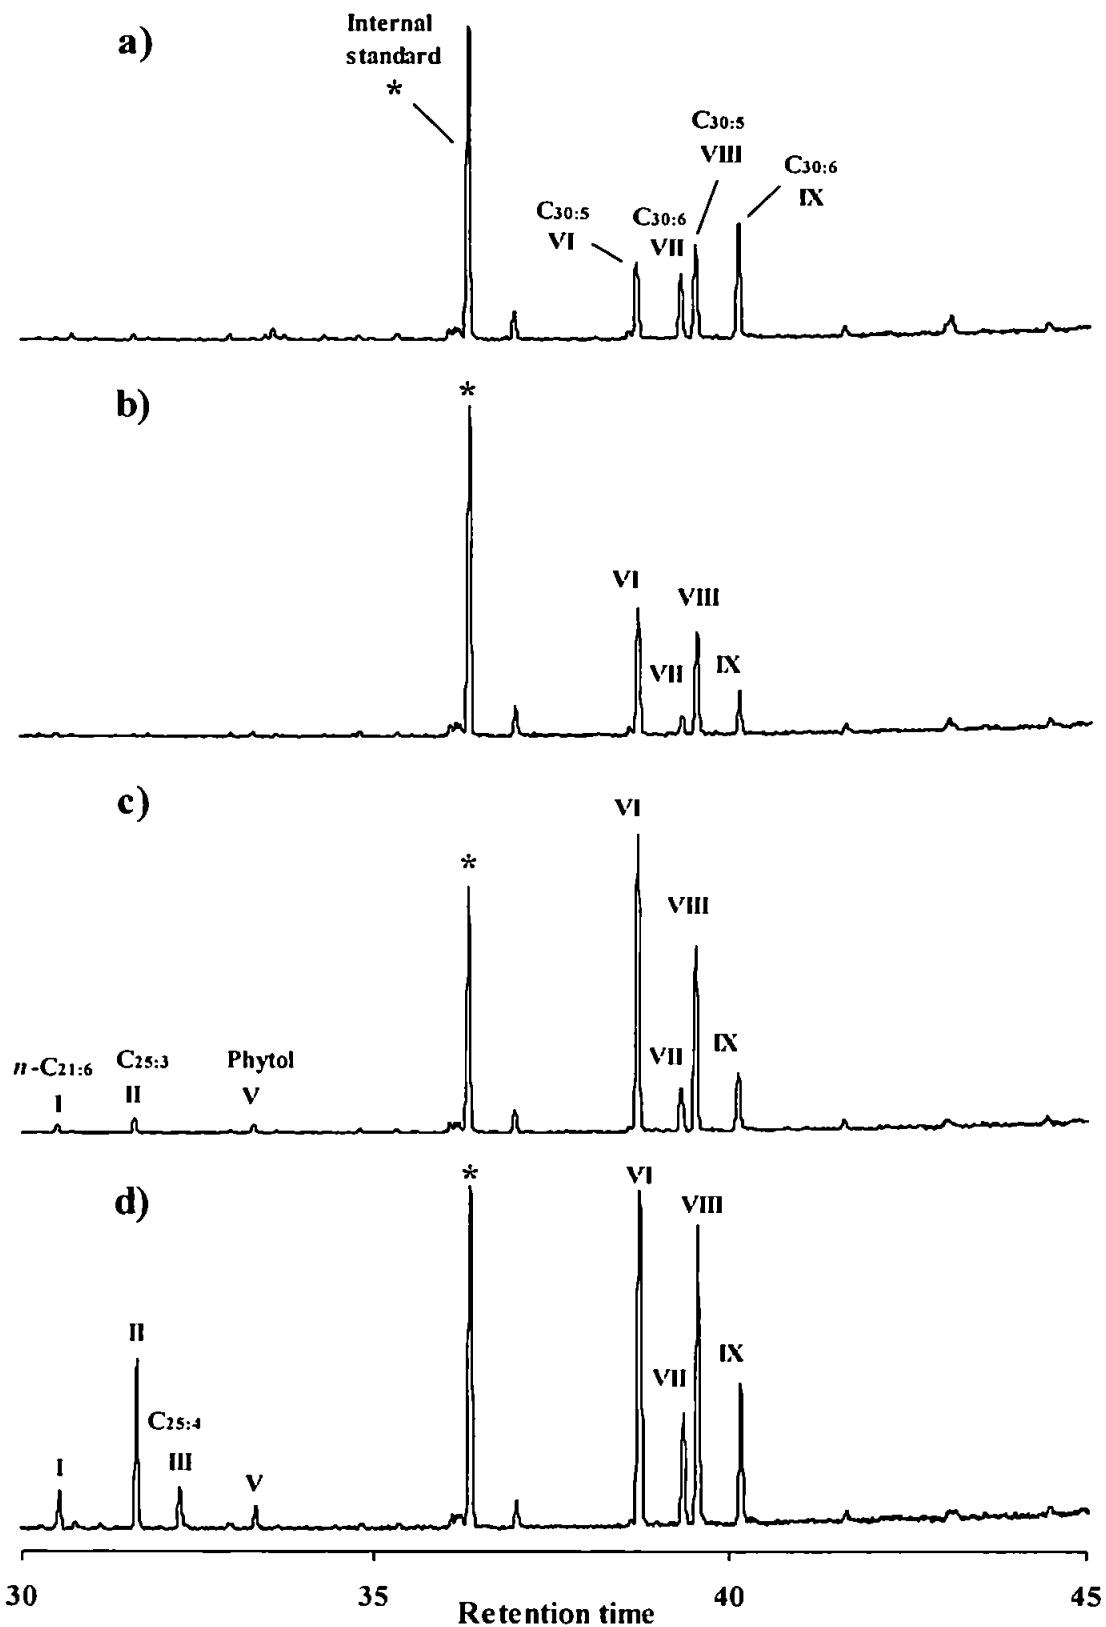 a)
Internal
standard
*
C30:5
VI
C30:6
VII
C30:5
VIII
C30:6
IX
b)
*
VI
VII
VIII
IX
c)
*
VI
VII
VIII
IX
n-C21:6
I
C25:3
II
Phytol
V
d)
*
VI
VII
VIII
IX
I
II
C25:4
III
V
30 35 40 45
Retention time